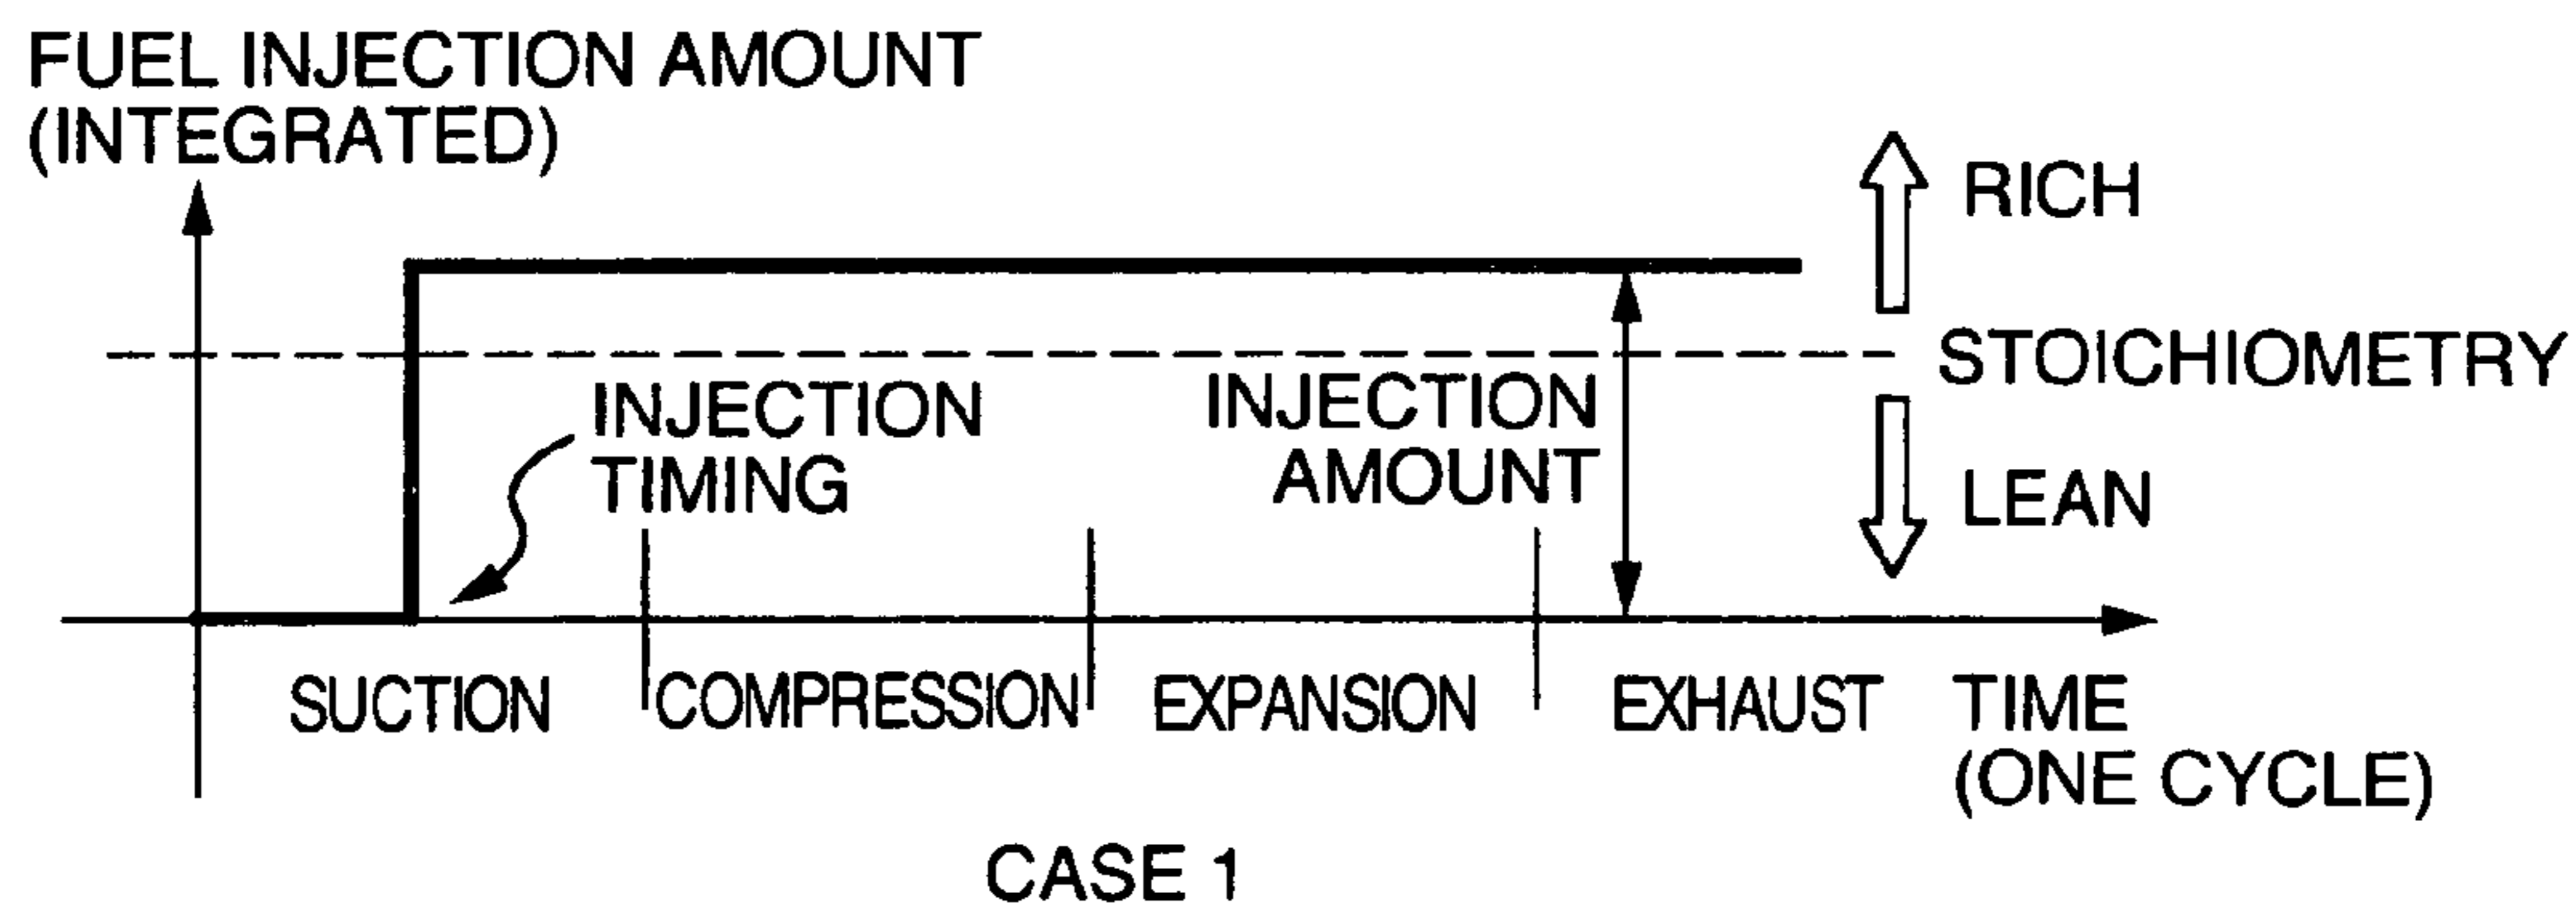 FUEL INJECTION AMOUNT
(INTEGRATED)
RICH
STOICHIOMETRY
INJECTION
TIMING
INJECTION
AMOUNT
LEAN
SUCTION
COMPRESSION
EXPANSION
EXHAUST
TIME
(ONE CYCLE)
CASE 1